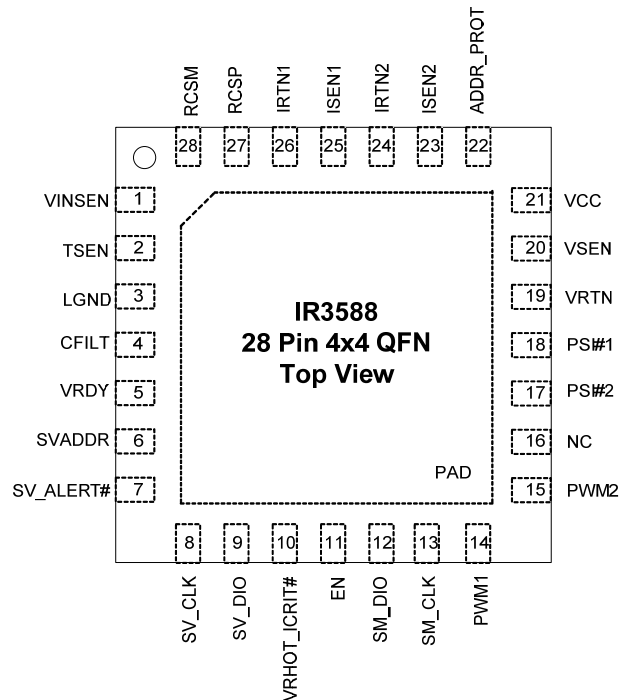 RCSM
RCSP
IRTN1
ISEN1
IRTN2
ISEN2
ADDR_PROT
28
27
26
25
24
23
22
VINSEN 1
TSEN 2
LGND 3
CFILT 4
VRDY 5
SVADDR 6
SV_ALERT# 7
21 VCC
20 VSEN
19 VRTN
18 PSI#1
17 PSI#2
16 NC
15 PWM2
IR3588
28 Pin 4x4 QFN
Top View
PAD
8
9
10
11
12
13
14
SV_CLK
SV_DIO
VRHOT_ICRIT#
EN
SM_DIO
SM_CLK
PWM1